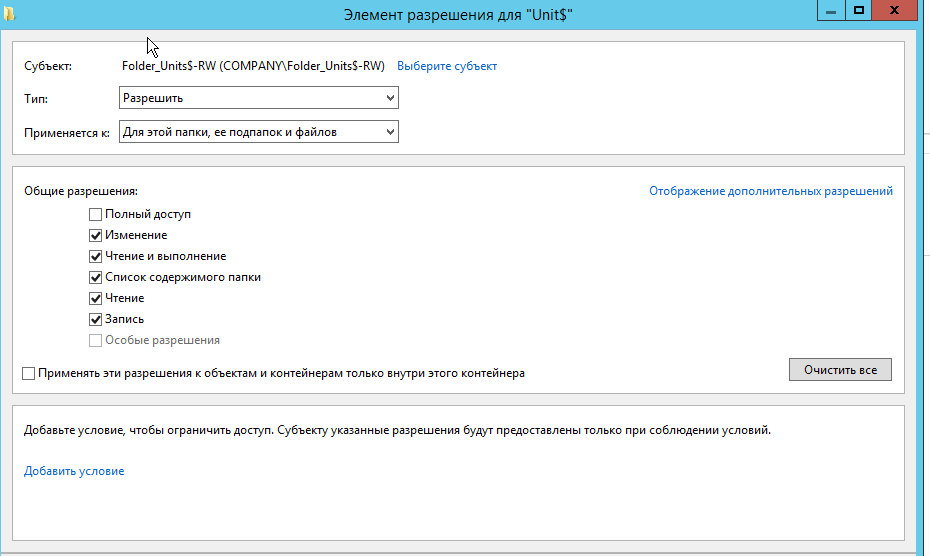 Элемент разрешения для "Unit$"
Субъект: Folder_Units$-RW (COMPANY\Folder_Units$-RW) Выберите субъект
Тип: Разрешить
Применяется к: Для этой папки, ее подпапок и файлов
Общие разрешения: Отображение дополнительных разрешений
Полный доступ
Изменение
Чтение и выполнение
Список содержимого папки
Чтение
Запись
Особые разрешения
Применять эти разрешения к объектам и контейнерам только внутри этого контейнера Очистить все
Добавьте условие, чтобы ограничить доступ. Субъекту указанные разрешения будут предоставлены только при соблюдении условий.
Добавить условие